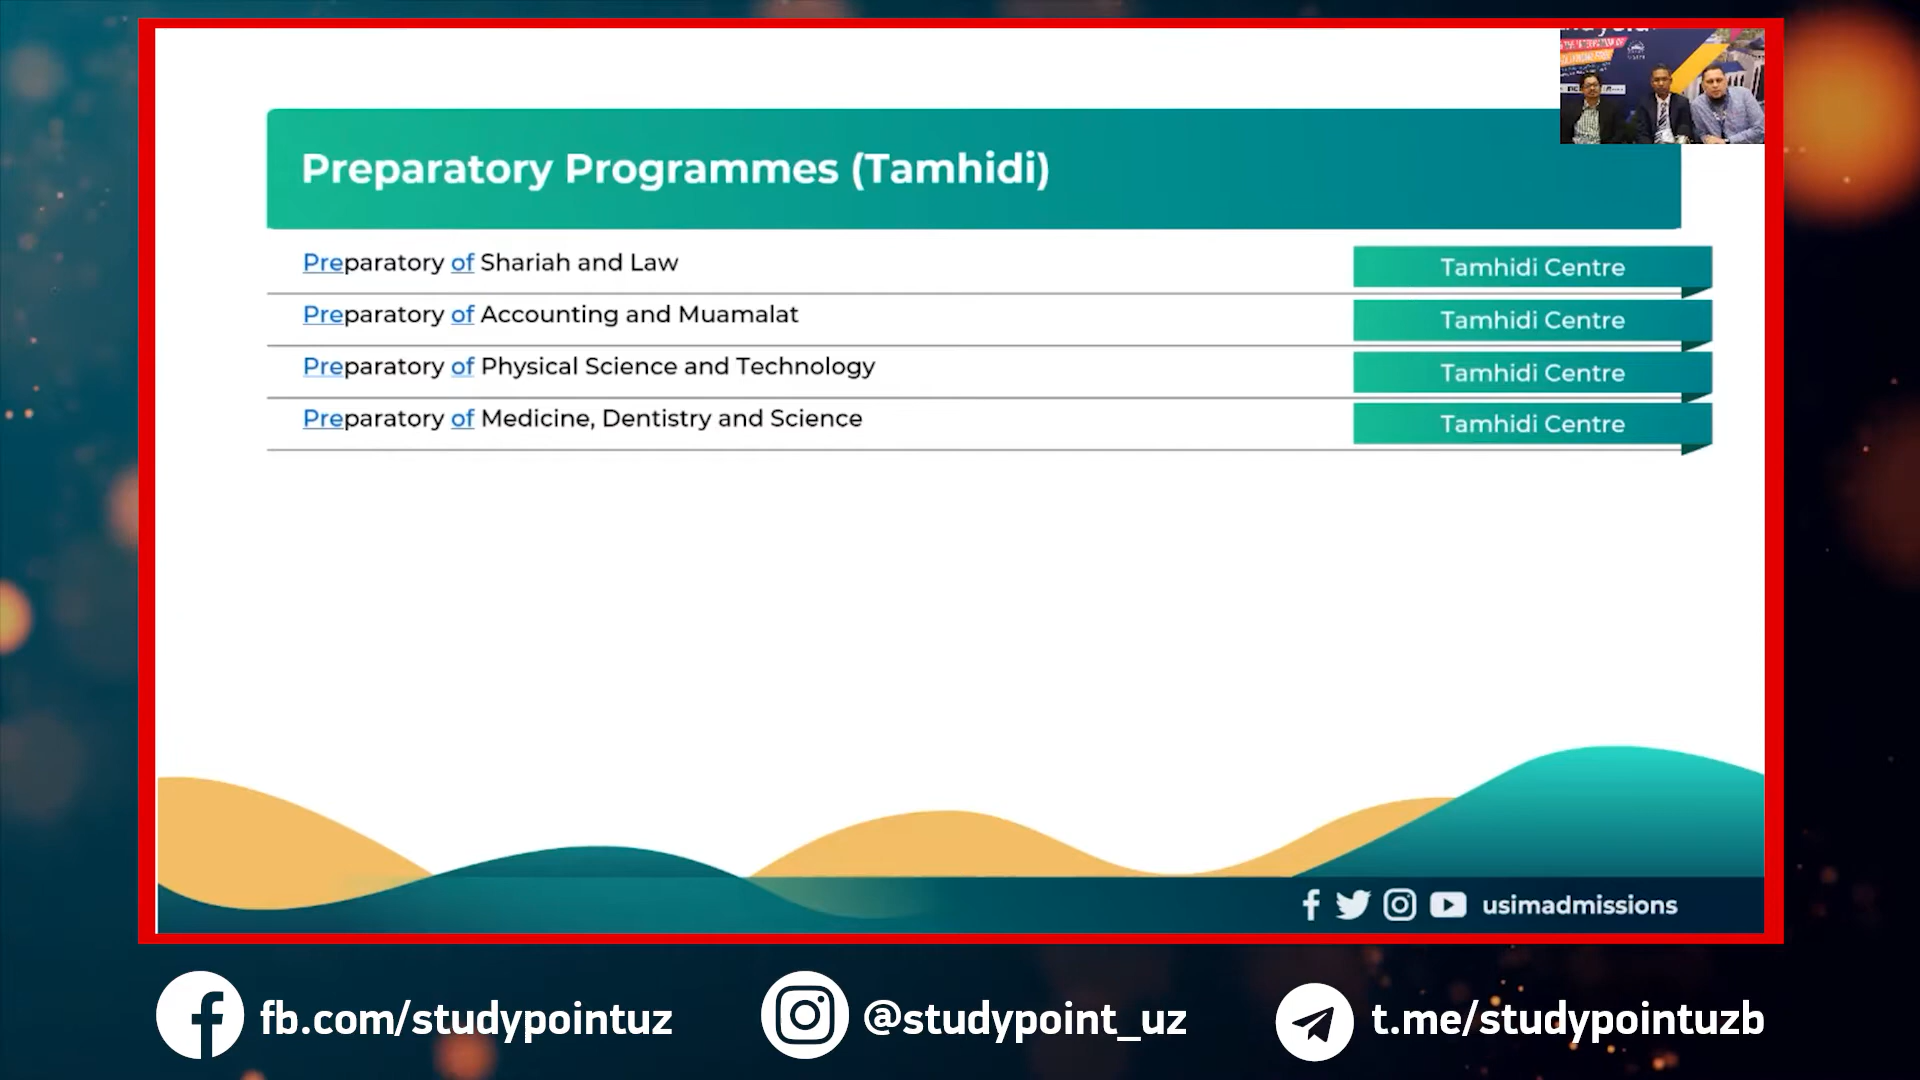 Preparatory Programmes (Tamhidi)
Preparatory of Shariah and Law
Tamhidi Centre
Preparatory of Accounting and Muamalat
Tamhidi Centre
Preparatory of Physical Science and Technology
Tamhidi Centre
Preparatory of Medicine, Dentistry and Science
Tamhidi Centre
usimadmissions
fb.com/studypointuz
@studypoint_uz
t.me/studypointuzb